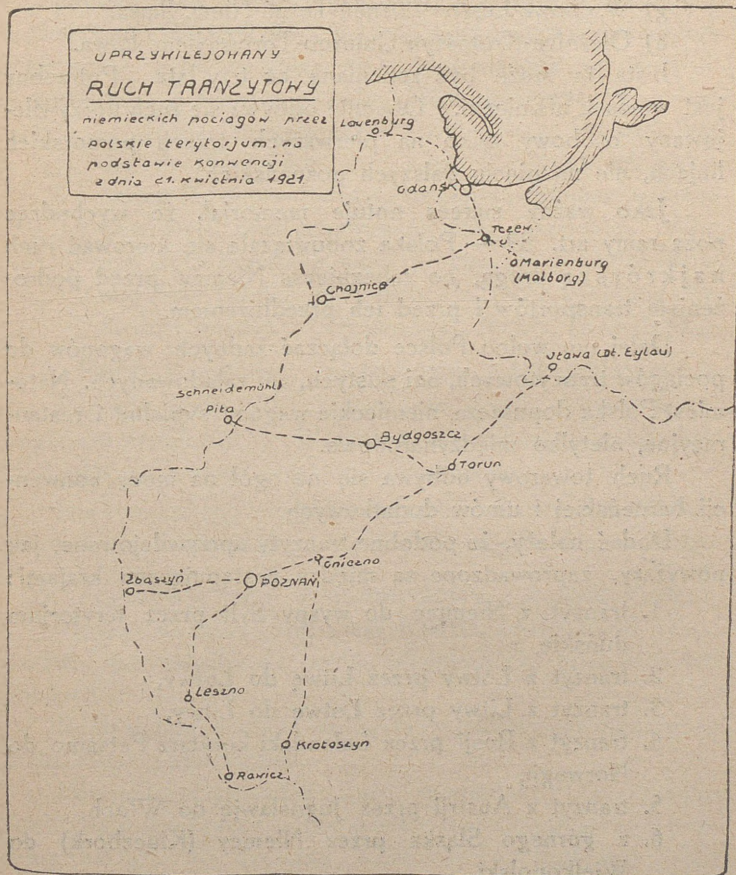 UPRZYWILEJOWANY
RUCH TRANZYTOWY
niemieckich pociągów przez
polskie terytorjum, na
podstawie konwencji
z dnia 21. kwietnia 1921
Lauenburg
Gdańsk
Tczew
Marienburg
(Malborg)
Chojnice
Iława (Dt. Eylau)
Schneidemühl
Piła
Bydgoszcz
Toruń
Gniezno
Zbąszyń
POZNAŃ
Leszno
Krotoszyn
Rawicz